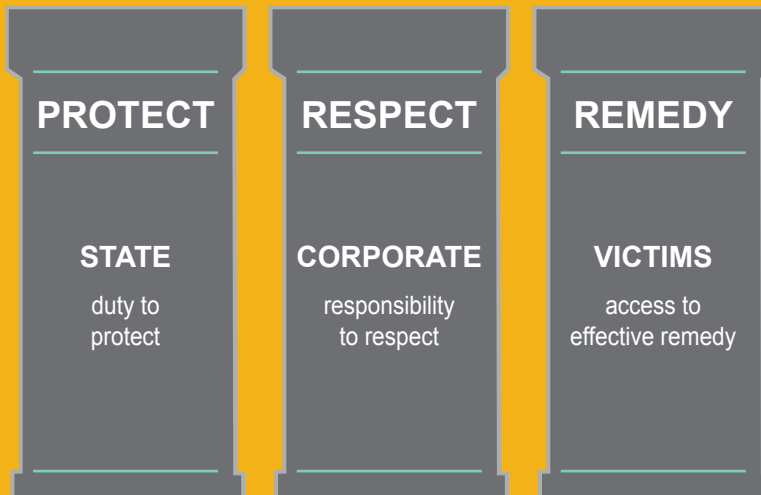 PROTECT
STATE
duty to
protect
RESPECT
CORPORATE
responsibility
to respect
REMEDY
VICTIMS
access to
effective remedy